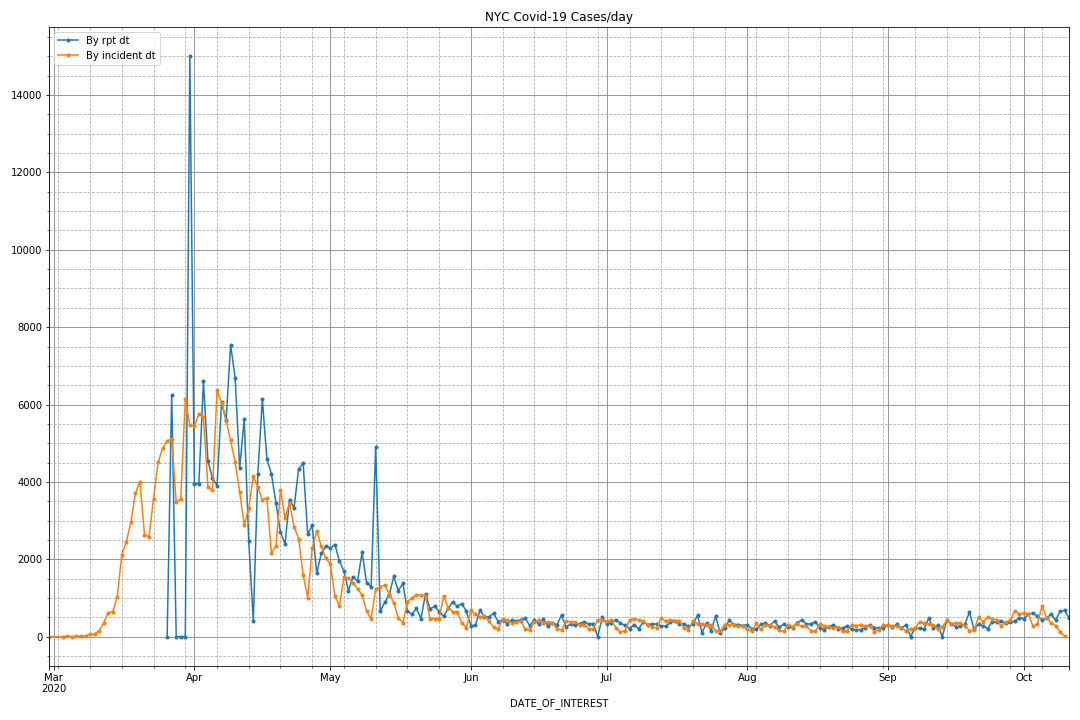 NYC Covid-19 Cases/day
By rpt dt
By incident dt
14000
12000
10000
8000
6000
4000
2000
0
Mar Apr May Jun Jul Aug Sep Oct
2020
DATE_OF_INTEREST